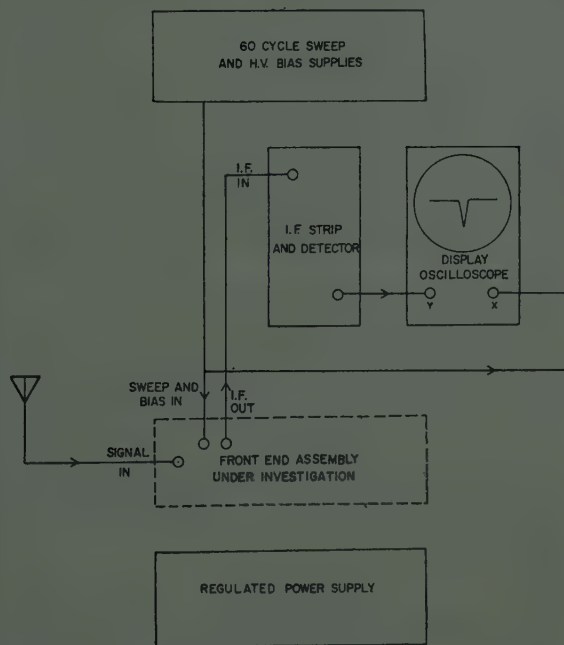 60 CYCLE SWEEP
AND H.V. BIAS SUPPLIES
I.F.
IN
I.F. STRIP
AND DETECTOR
DISPLAY
OSCILLOSCOPE
Y
X
SWEEP AND
BIAS IN
I.F.
OUT
SIGNAL
IN
FRONT END ASSEMBLY
UNDER INVESTIGATION
REGULATED POWER SUPPLY